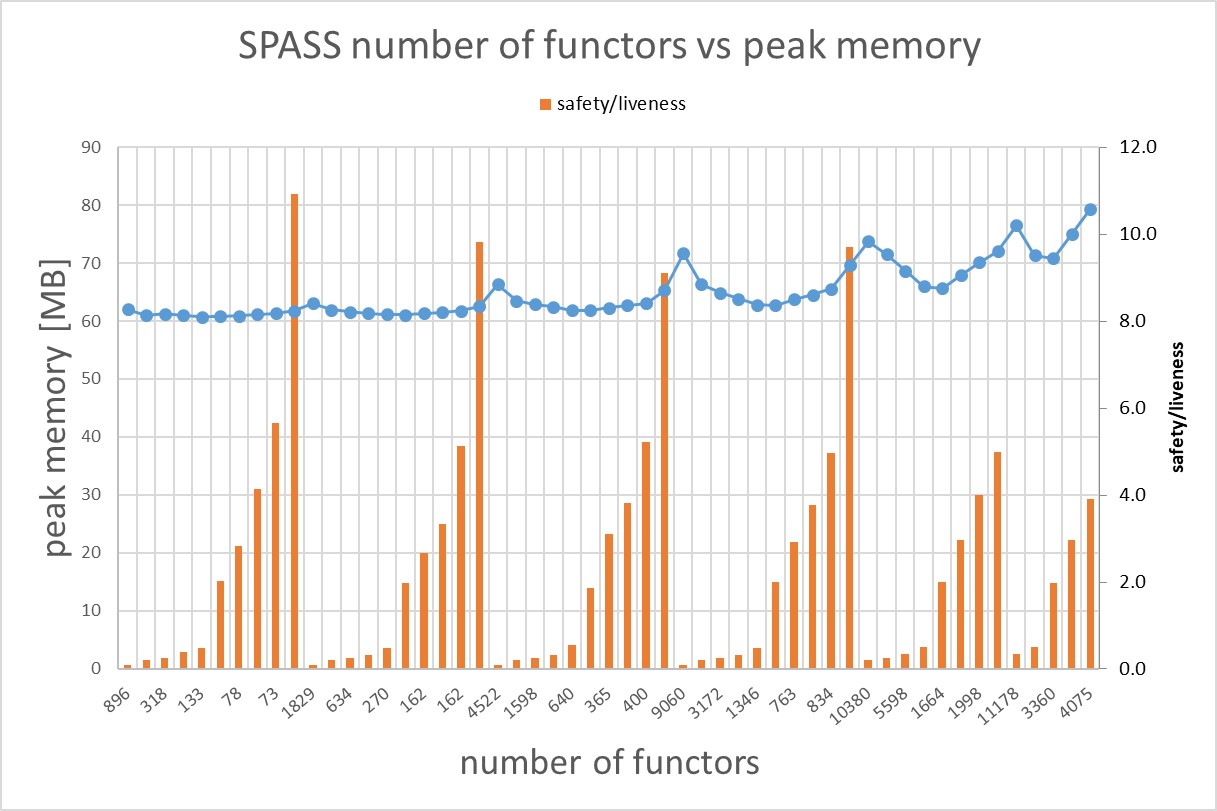 SPASS number of functors vs peak memory
safety/liveness
90
80
70
60
50
40
30
20
10
0
peak memory [MB]
12.0
10.0
8.0
6.0
4.0
2.0
0.0
safety/liveness
896 318 133 78 73 1829 634 270 162 162 4522 1598 640 365 400 9060 3172 1346 763 834 10380 5598 1664 1998 11178 3360 4075
number of functors